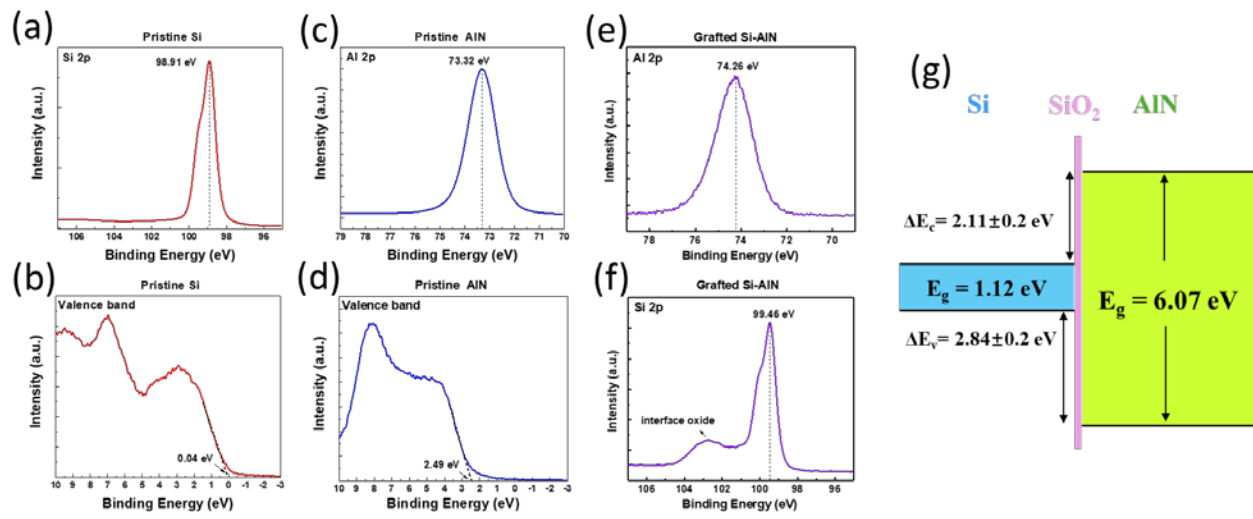 (a)
Pristine Si
Si 2p
98.91 eV
Intensity (a.u.)
106 104 102 100 98 96
Binding Energy (eV)
(b)
Pristine Si
Valence band
0.04 eV
Intensity (a.u.)
10 9 8 7 6 5 4 3 2 1 0 -1 -2 -3
Binding Energy (eV)
(c)
Pristine AlN
Al 2p
73.32 eV
Intensity (a.u.)
79 78 77 76 75 74 73 72 71 70
Binding Energy (eV)
(d)
Pristine AlN
Valence band
2.49 eV
Intensity (a.u.)
10 9 8 7 6 5 4 3 2 1 0 -1 -2 -3
Binding Energy (eV)
(e)
Grafted Si-AlN
Al 2p
74.26 eV
Intensity (a.u.)
78 76 74 72 70
Binding Energy (eV)
(f)
Grafted Si-AlN
Si 2p
99.46 eV
interface oxide
Intensity (a.u.)
106 104 102 100 98 96
Binding Energy (eV)
(g)
Si SiO₂ AlN
ΔE꜀= 2.11±0.2 eV
E_g = 1.12 eV
E_g = 6.07 eV
ΔEᵥ= 2.84±0.2 eV